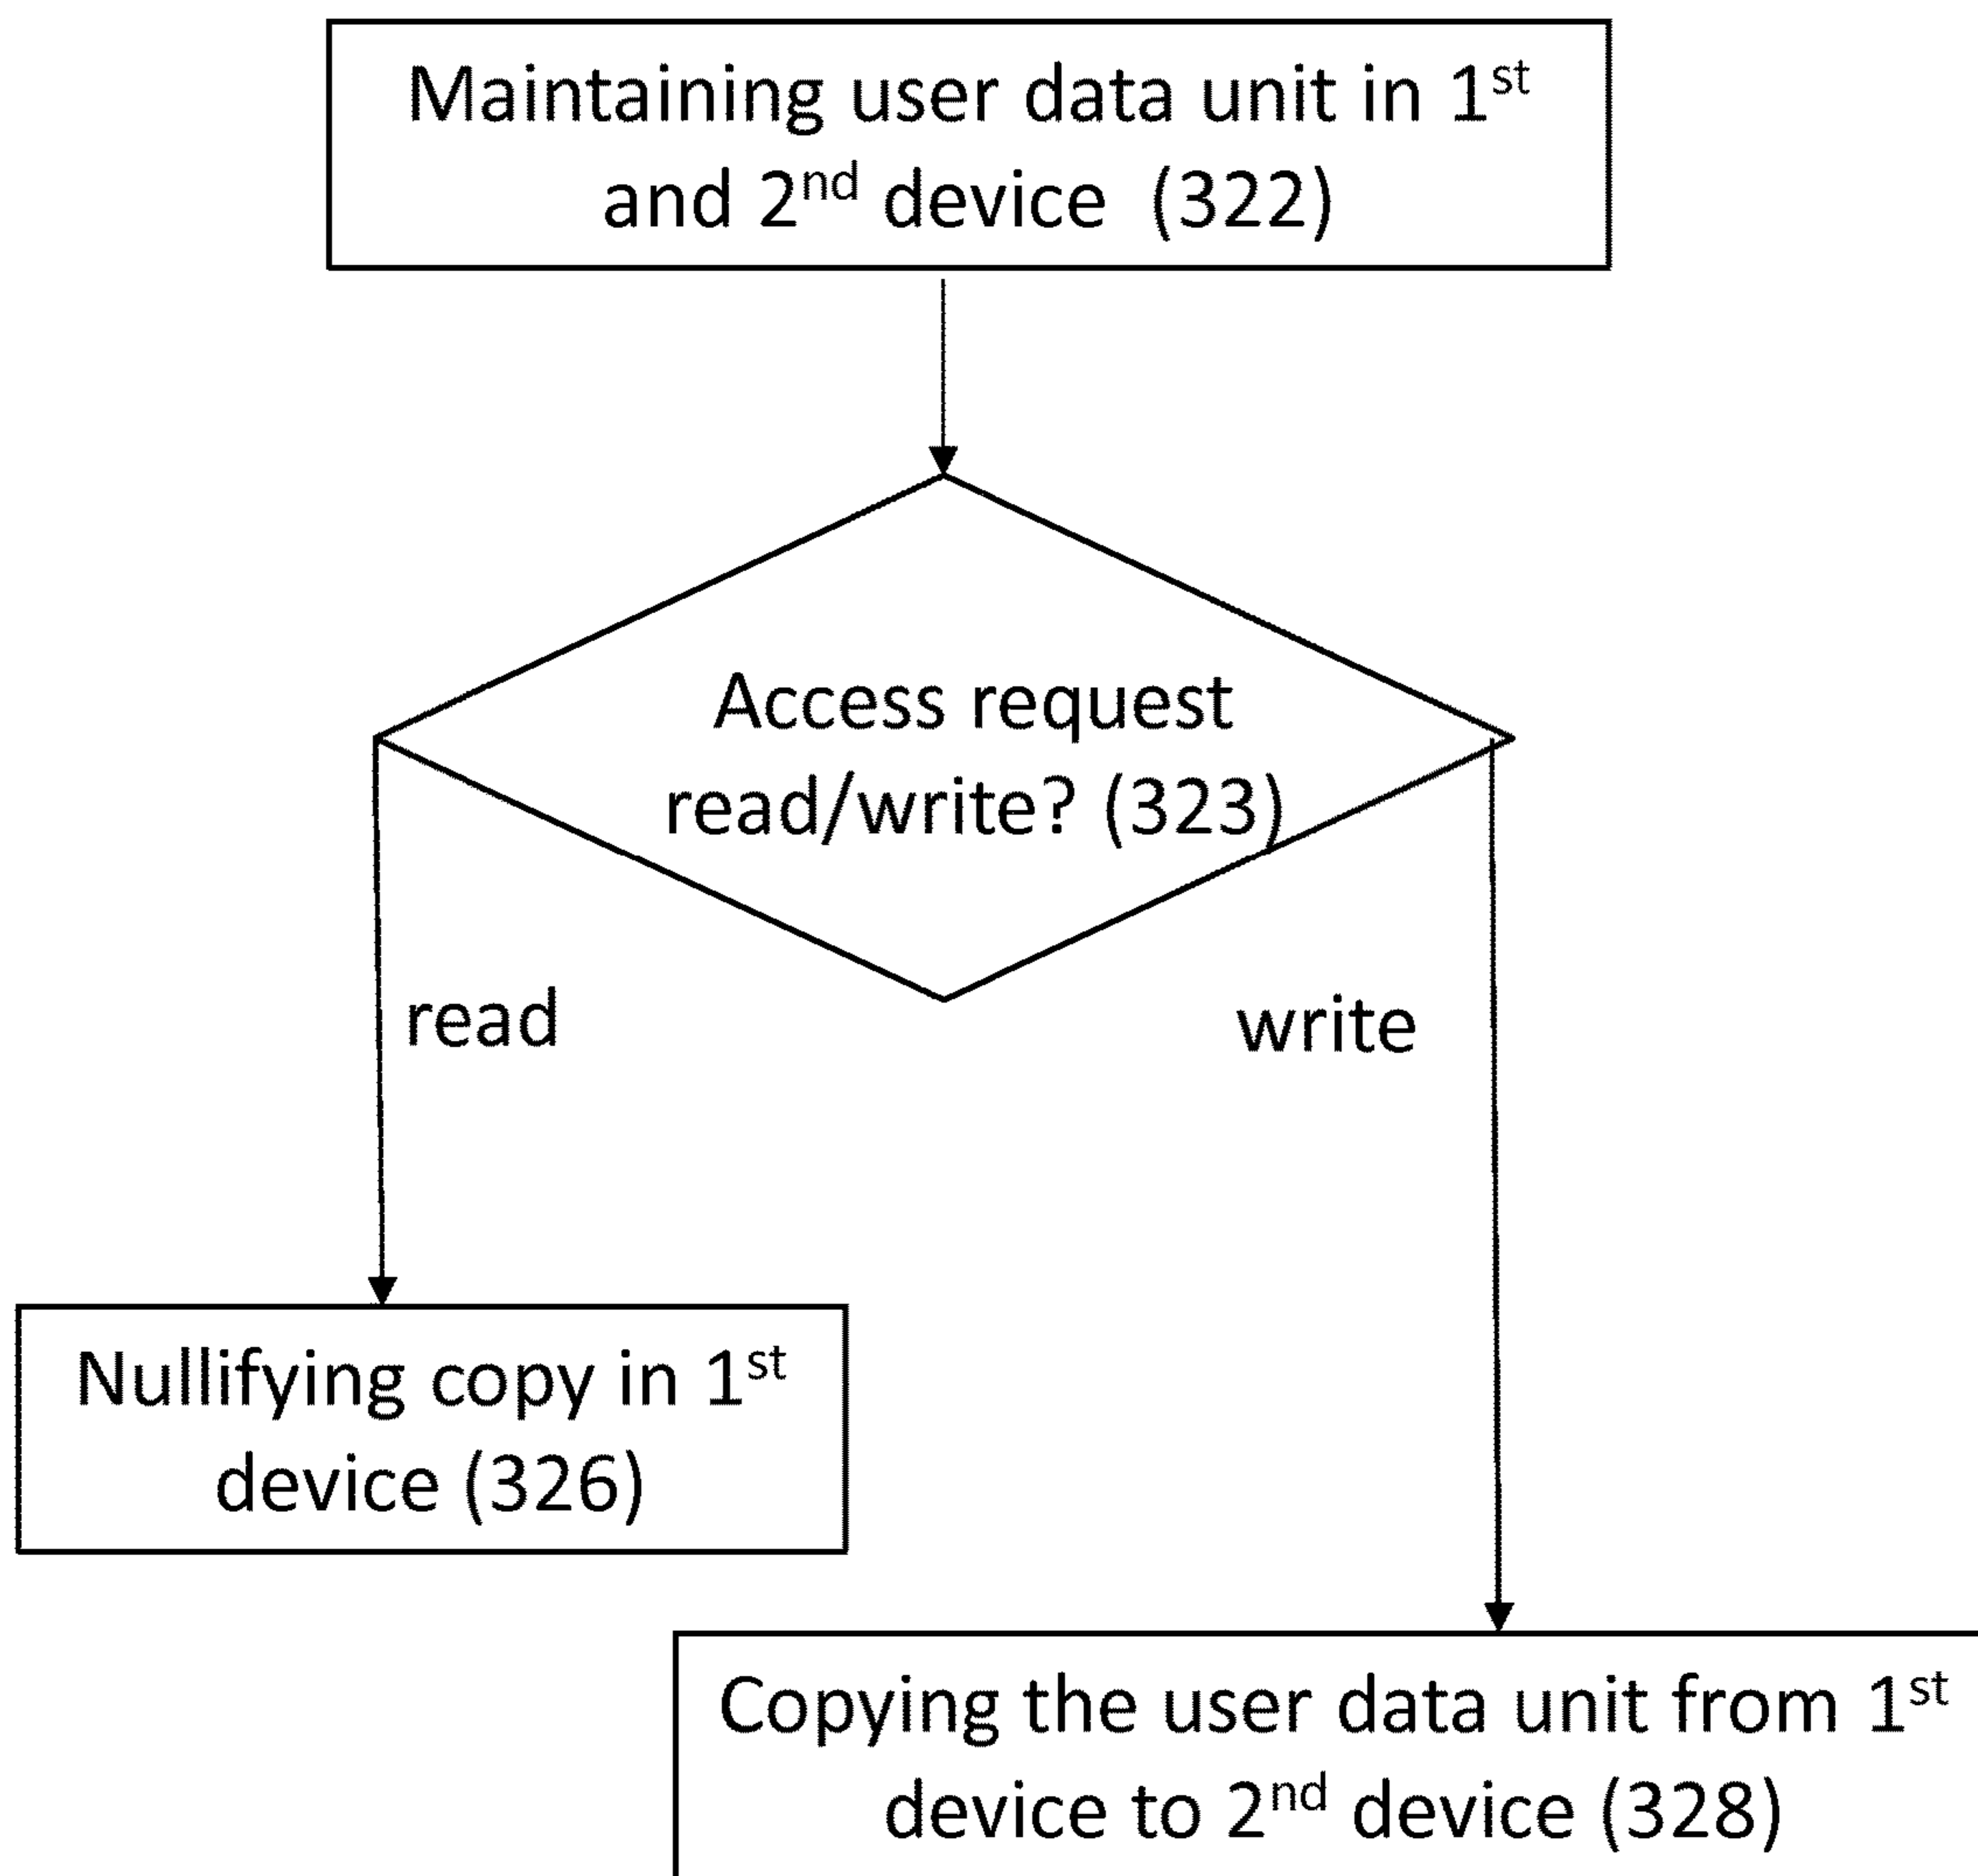 Maintaining user data unit in 1st
and 2nd device (322)
Access request
read/write? (323)
read
write
Nullifying copy in 1st
device (326)
Copying the user data unit from 1st
device to 2nd device (328)